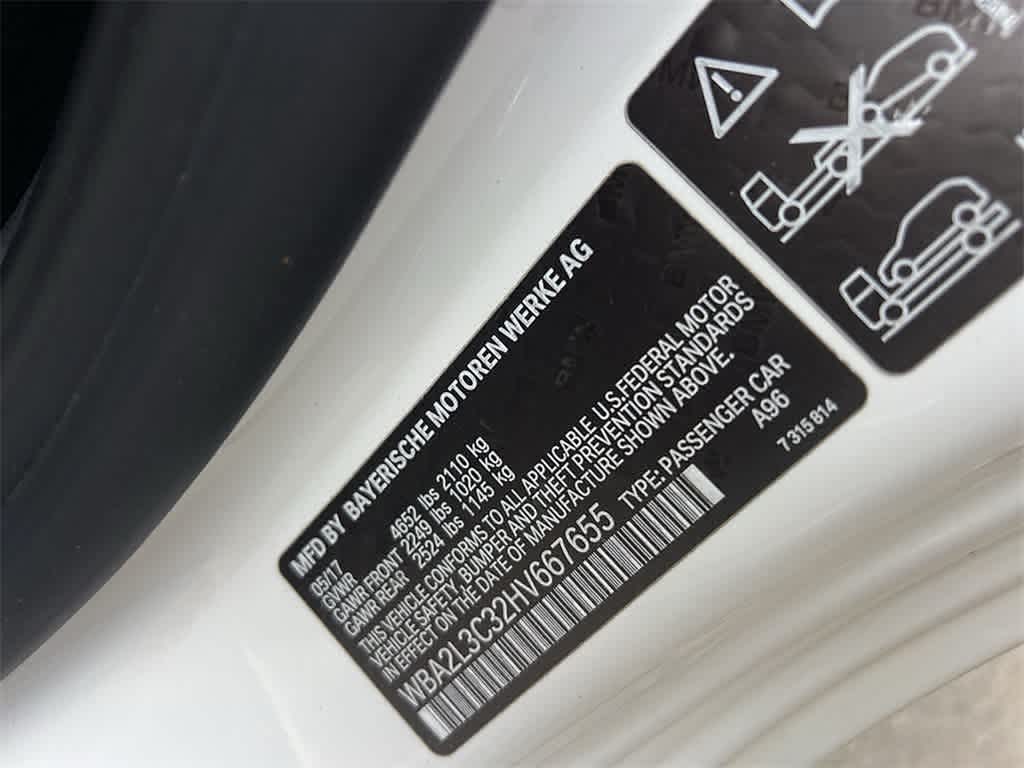 MFD BY BAYERISCHE MOTOREN WERKE AG
05/17
GVWR 4652 lbs 2110 kg
GAWR FRONT 2249 lbs 1020 kg
GAWR REAR 2524 lbs 1145 kg
THIS VEHICLE CONFORMS TO ALL APPLICABLE U.S.FEDERAL MOTOR
VEHICLE SAFETY, BUMPER AND THEFT PREVENTION STANDARDS
IN EFFECT ON THE DATE OF MANUFACTURE SHOWN ABOVE.
WBA2L3C32HV667655 TYPE: PASSENGER CAR
A96
7 315 814